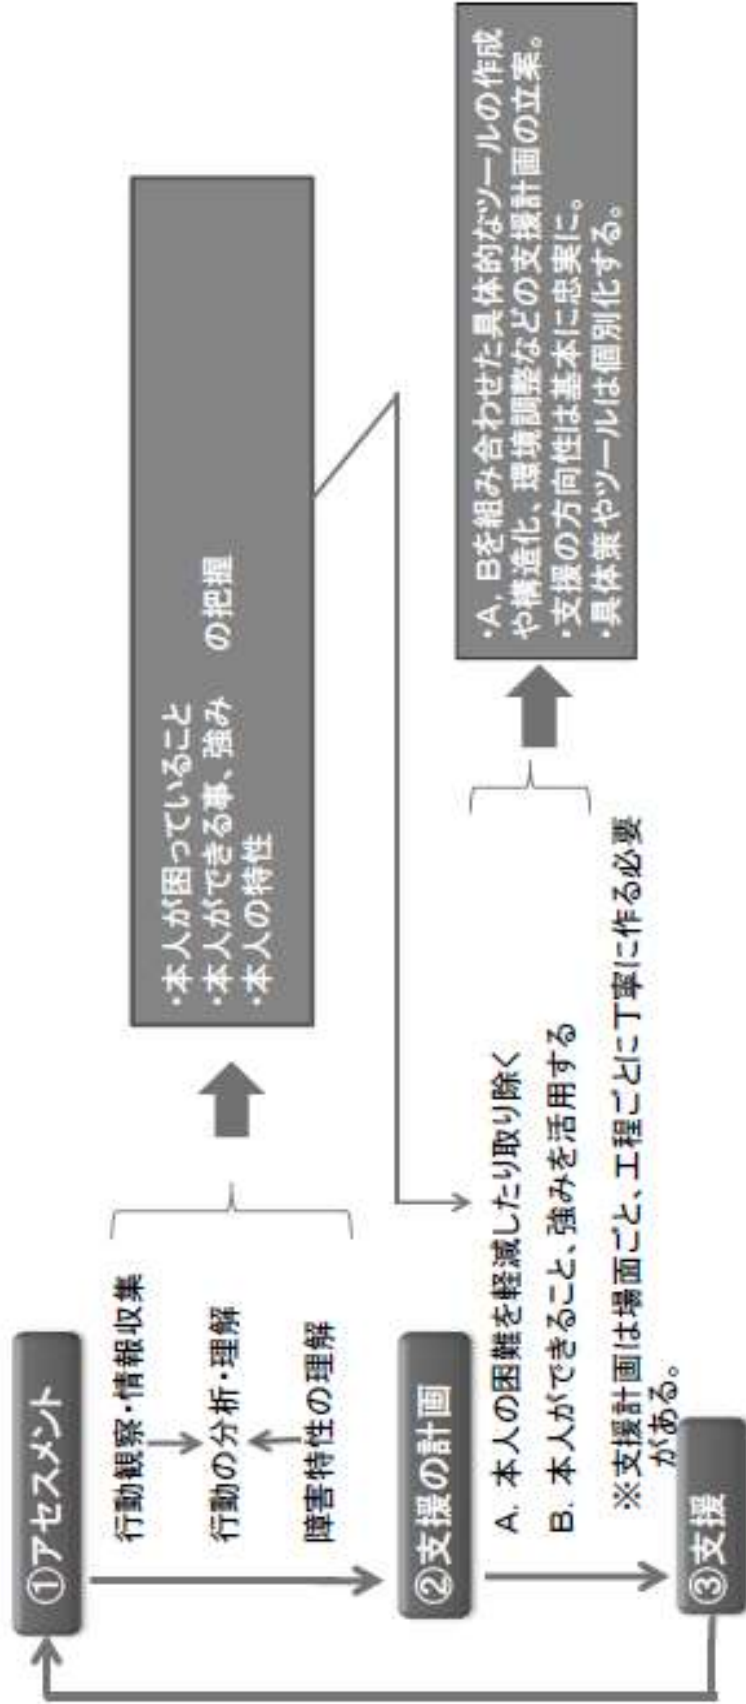 ①アセスメント
行動観察・情報収集
行動の分析・理解
障害特性の理解
・本人が困っていること
・本人ができる事、強み　の把握
・本人の特性
②支援の計画
A. 本人の困難を軽減したり取り除く
B. 本人ができること、強みを活用する
※支援計画は場面ごと、工程ごとに丁寧に作る必要
がある。
・A, Bを組み合わせた具体的なツールの作成
や構造化、環境調整などの支援計画の立案。
・支援の方向性は基本に忠実に。
・具体策やツールは個別化する。
③支援